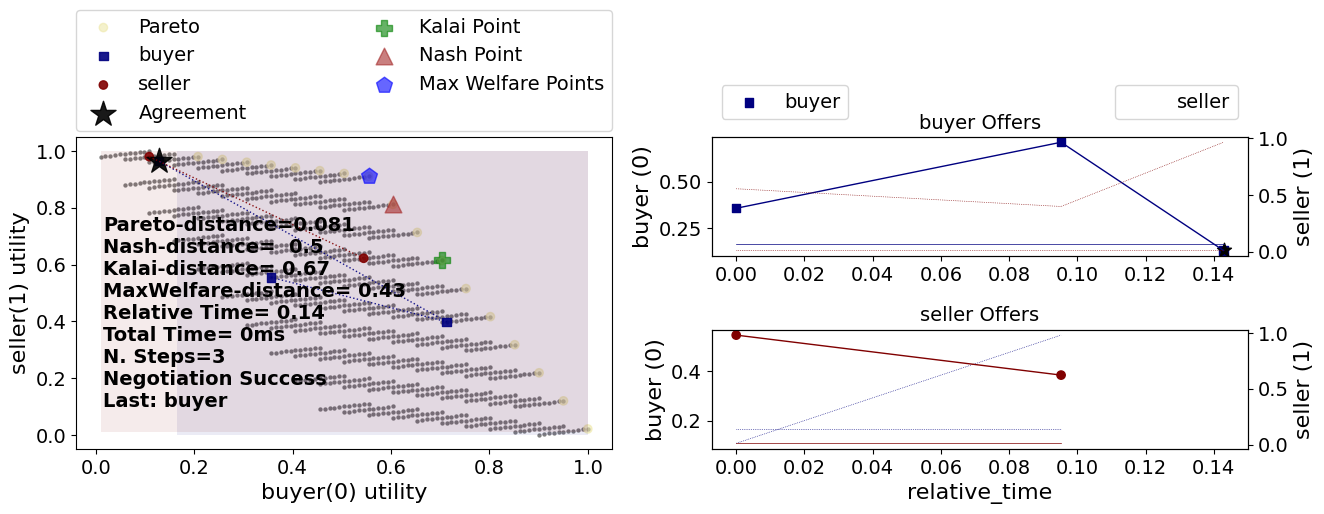 Pareto
buyer
seller
Agreement
Kalai Point
Nash Point
Max Welfare Points
1.0
0.8
0.6
0.4
0.2
0.0
seller(1) utility
Pareto-distance=0.081
Nash-distance=  0.5
Kalai-distance= 0.67
MaxWelfare-distance= 0.43
Relative Time= 0.14
Total Time= 0ms
N. Steps=3
Negotiation Success
Last: buyer
0.0 0.2 0.4 0.6 0.8 1.0
buyer(0) utility
buyer
seller
buyer Offers
buyer (0)
0.50
0.25
1.0
0.5
0.0
seller (1)
0.00 0.02 0.04 0.06 0.08 0.10 0.12 0.14
seller Offers
buyer (0)
0.4
0.2
1.0
0.5
0.0
seller (1)
0.00 0.02 0.04 0.06 0.08 0.10 0.12 0.14
relative_time